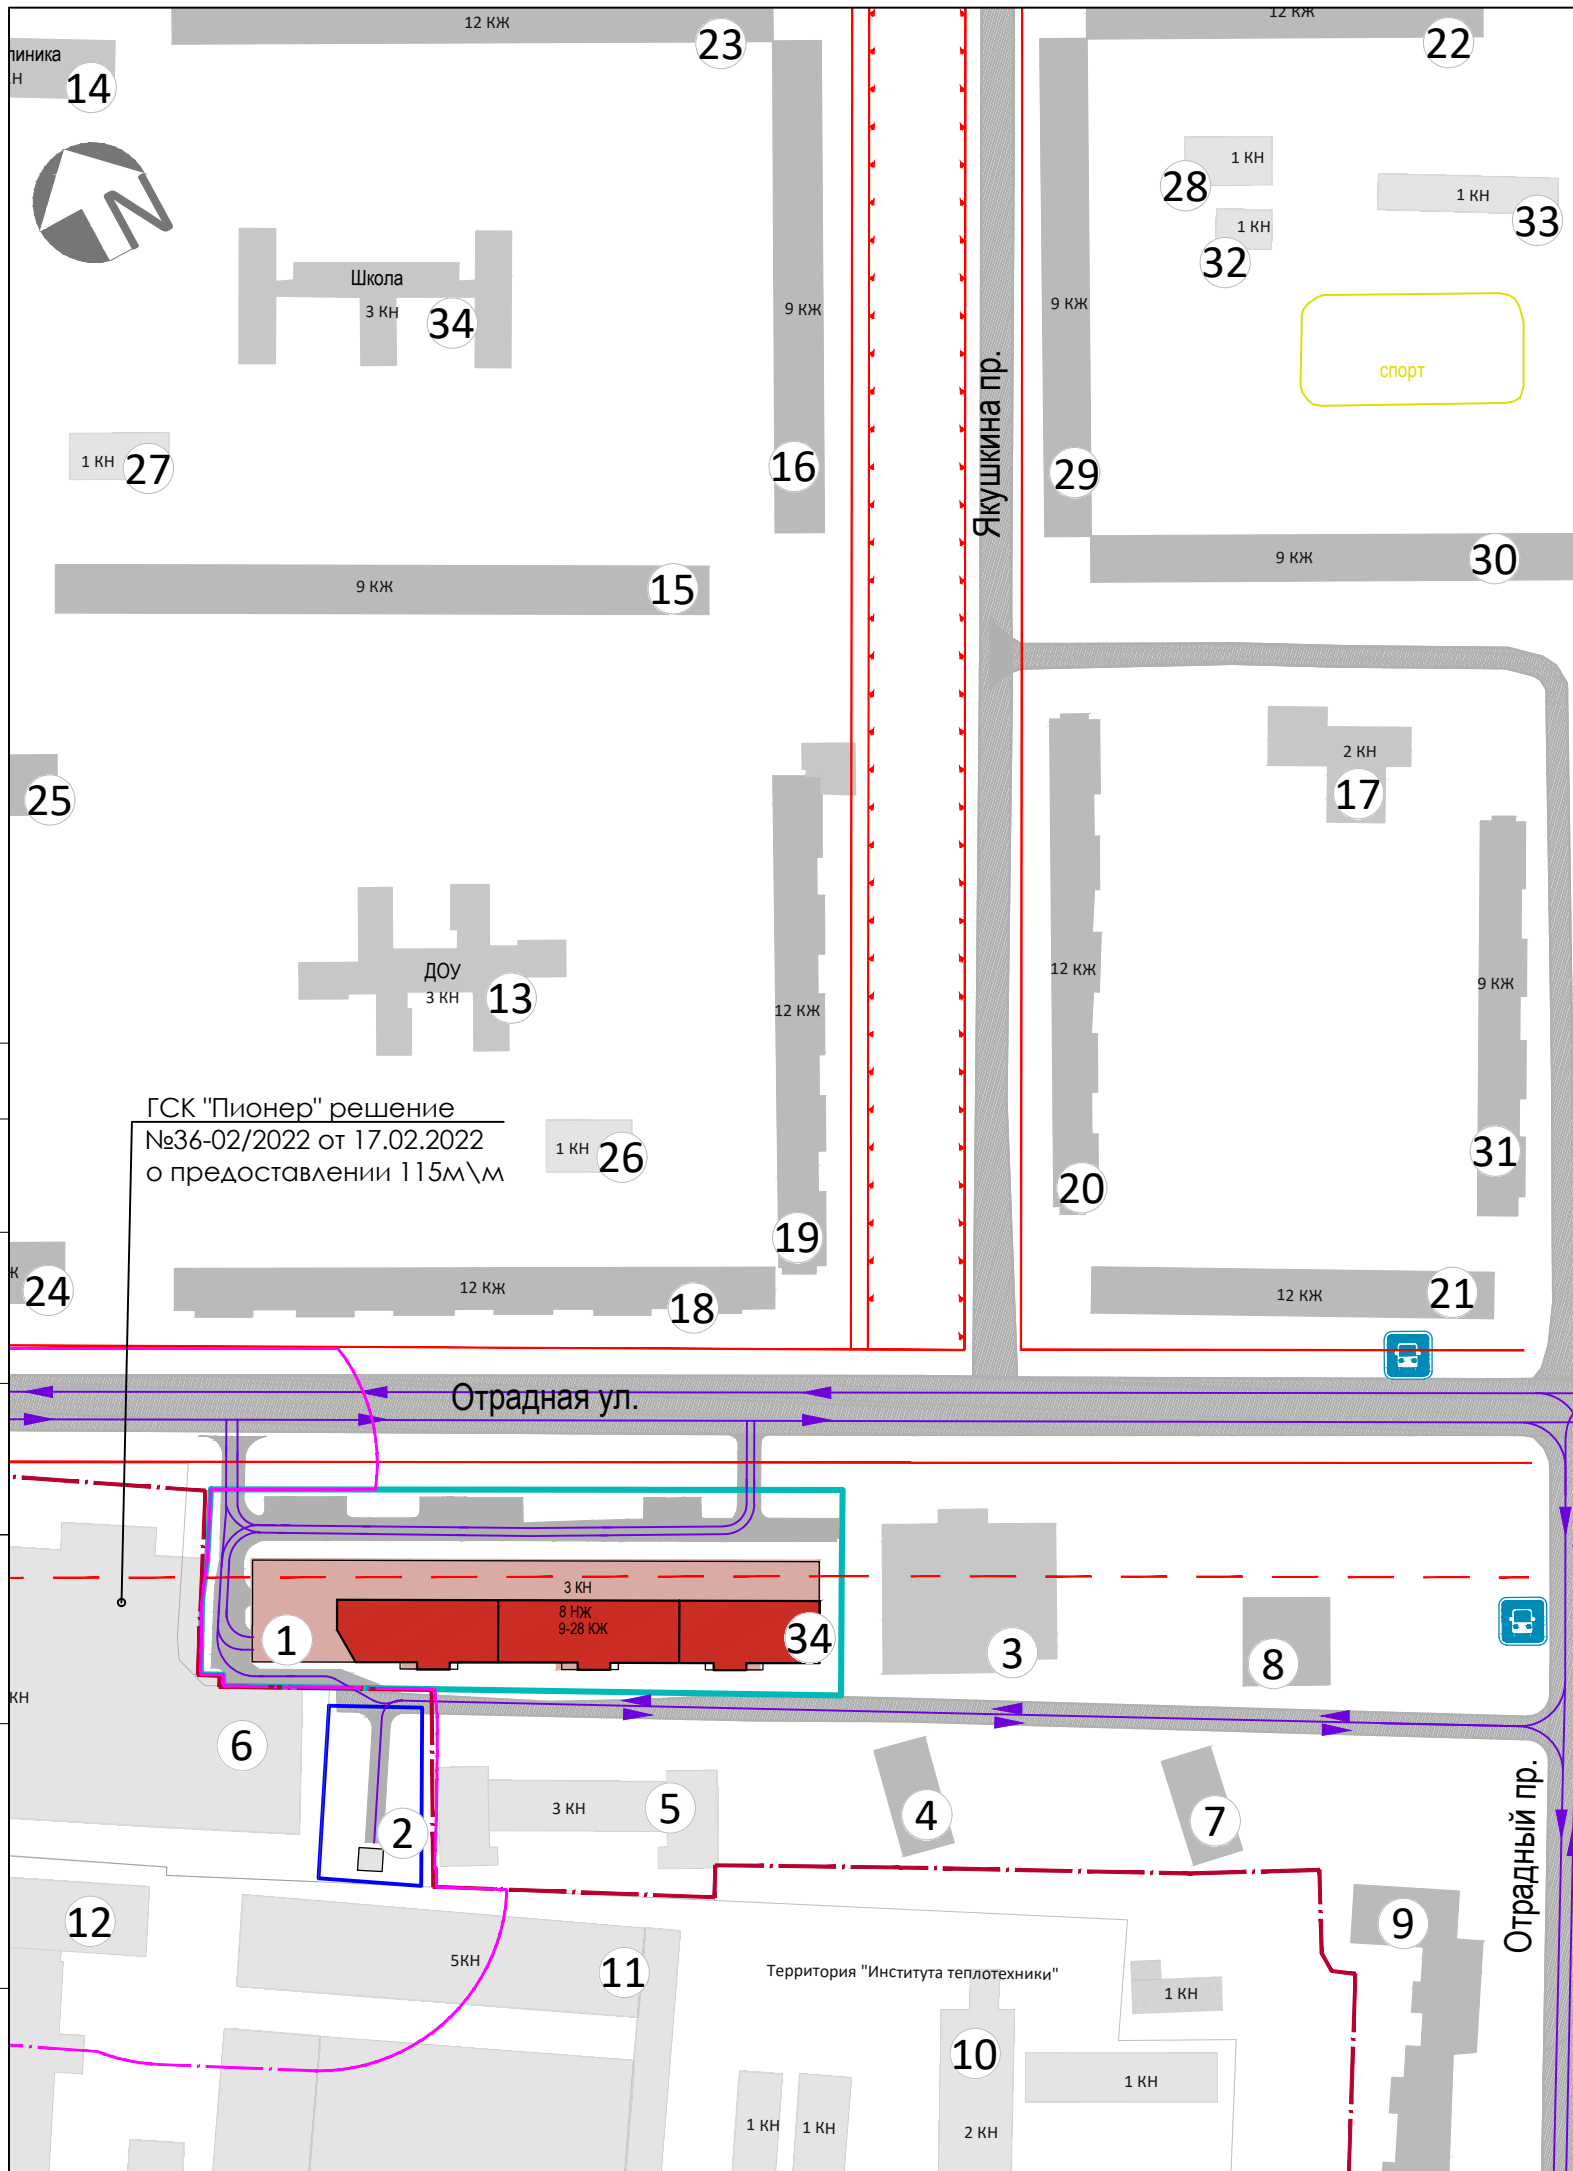 12 КЖ
23
12 КЖ
22
14
N
1 КН
28
1 КН
33
1 КН
32
Школа
3 КН
34
9 КЖ
9 КЖ
Якушкина пр.
спорт
1 КН
27
16
29
9 КЖ
15
9 КЖ
30
2 КН
17
25
ДОУ
3 КН
13
12 КЖ
12 КЖ
9 КЖ
ГСК "Пионер" решение
№36-02/2022 от 17.02.2022
о предоставлении 115м\м
1 КН
26
20
31
19
24
12 КЖ
18
12 КЖ
21
Отрадная ул.
3 КН
8 НЖ
9-28 КЖ
1
34
3
8
КН
6
2
3 КН
5
4
7
Отрадный пр.
12
5КН
11
Территория "Института теплотехники"
9
1 КН
10
1 КН
1 КН
1 КН
2 КН